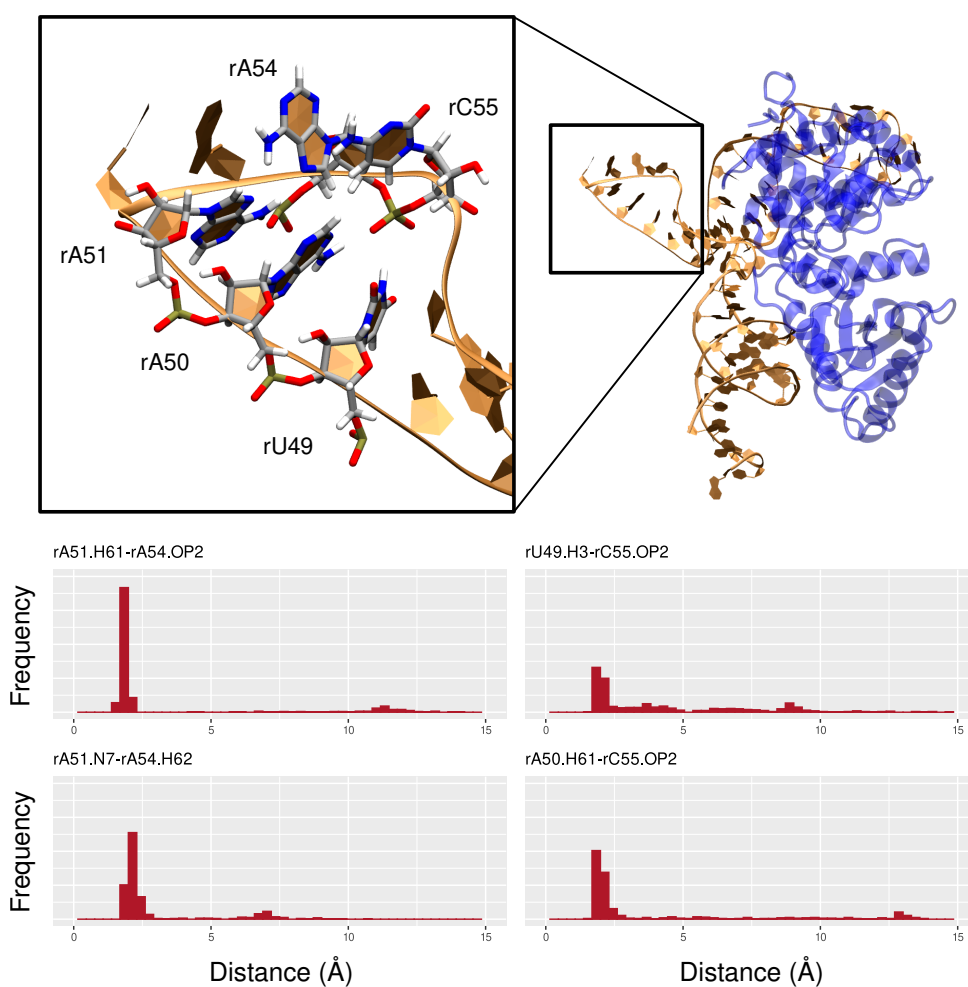 rA54
rC55
rA51
rA50
rU49
rA51.H61-rA54.OP2
rU49.H3-rC55.OP2
Frequency
0 5 10 15
0 5 10 15
rA51.N7-rA54.H62
rA50.H61-rC55.OP2
Frequency
0 5 10 15
0 5 10 15
Distance (Å)
Distance (Å)